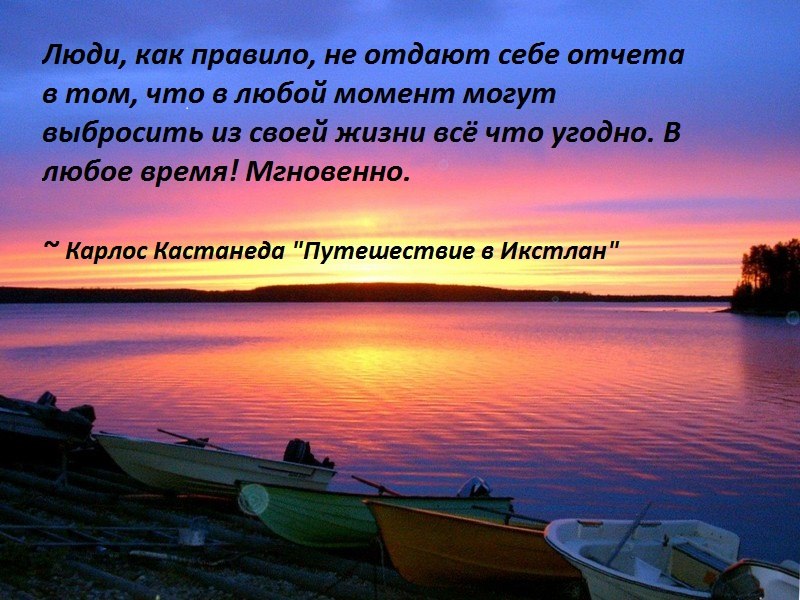 Люди, как правило, не отдают себе отчета
в том, что в любой момент могут
выбросить из своей жизни всё что угодно. В
любое время! Мгновенно.
~ Карлос Кастанеда "Путешествие в Икстлан"